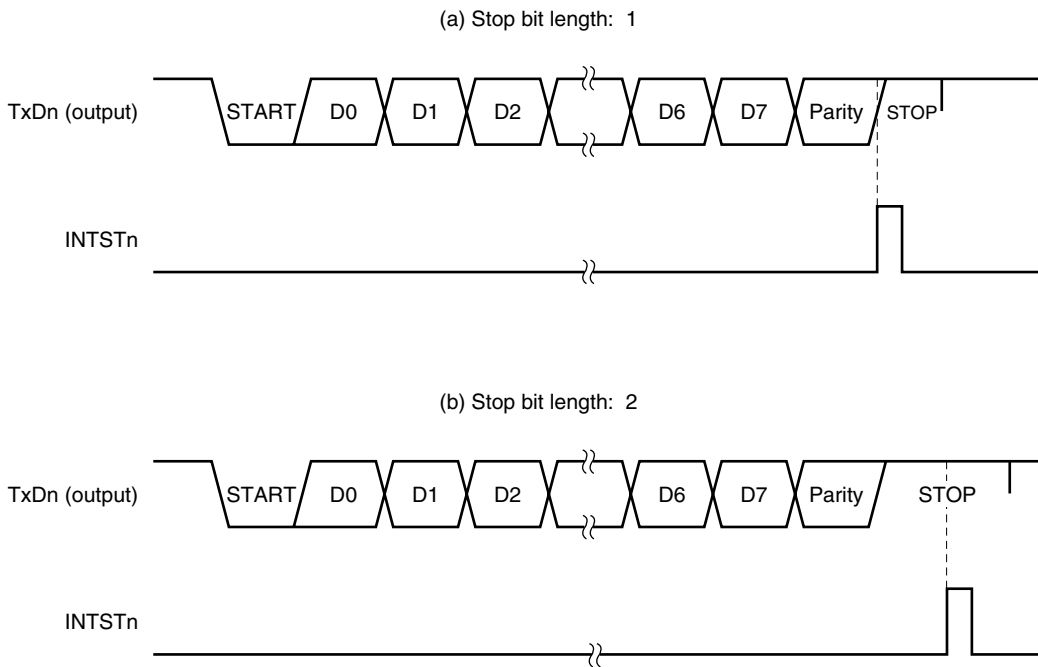 (a) Stop bit length: 1
TxDn (output) START D0 D1 D2 D6 D7 Parity STOP
INTSTn
(b) Stop bit length: 2
TxDn (output) START D0 D1 D2 D6 D7 Parity STOP
INTSTn